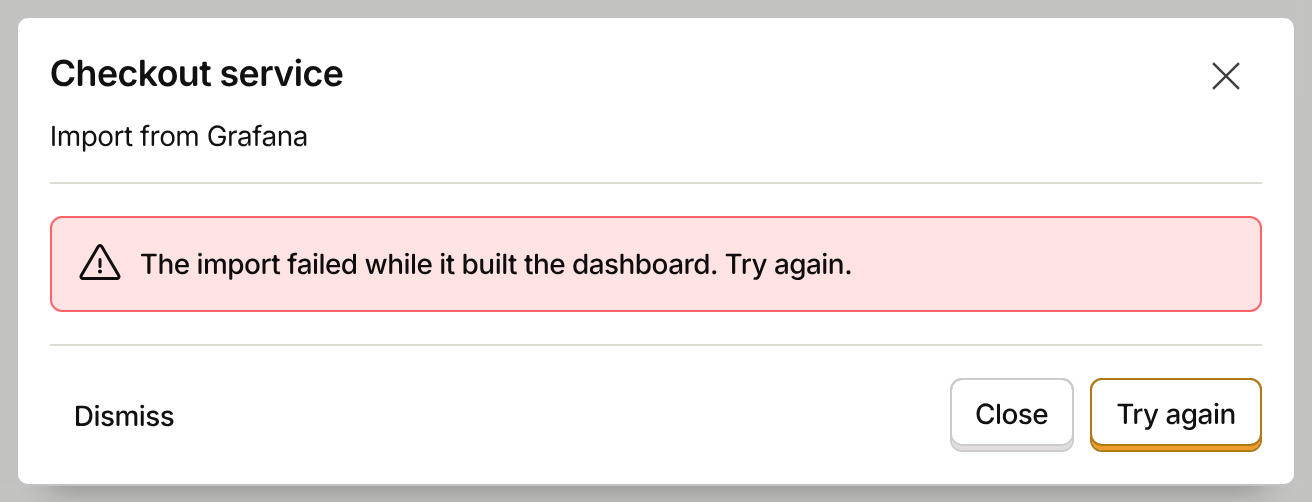 Checkout service
Import from Grafana
The import failed while it built the dashboard. Try again.
Dismiss
Close
Try again